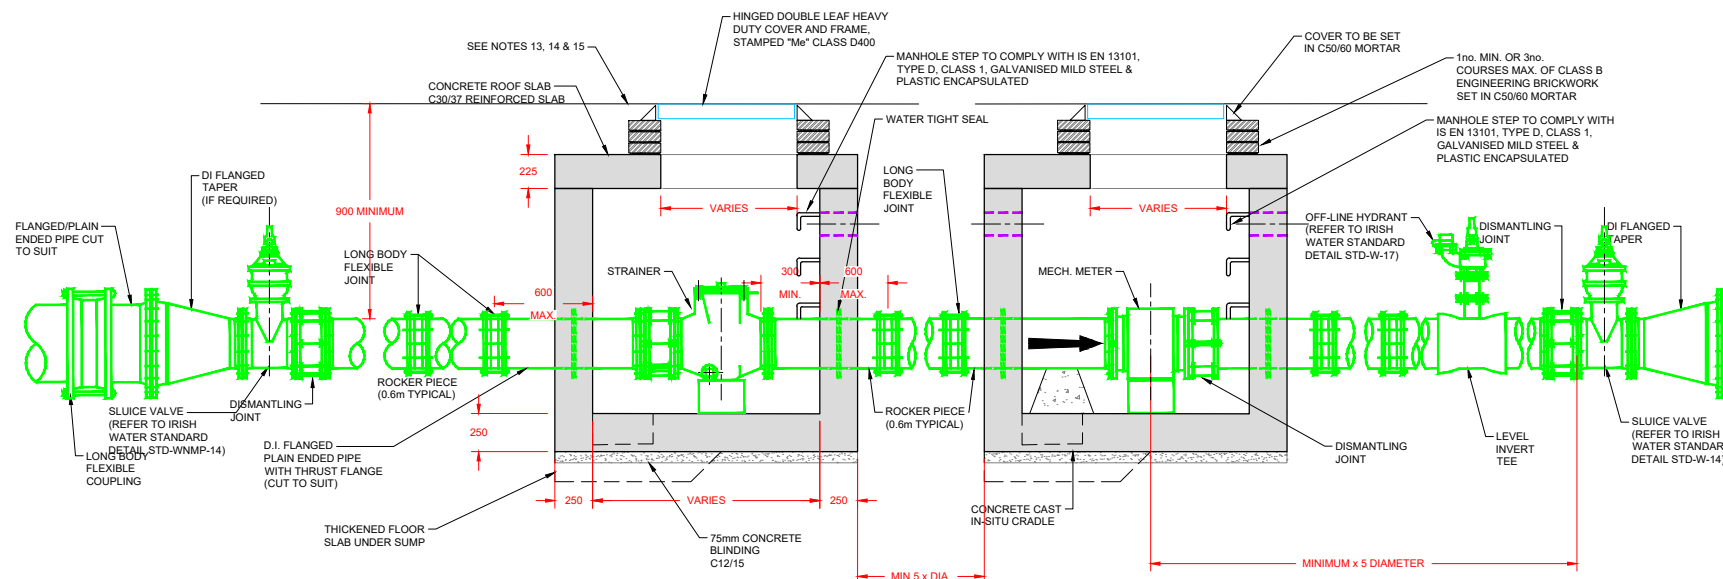 HINGED DOUBLE LEAF HEAVY
DUTY COVER AND FRAME,
STAMPED "Me" CLASS D400
SEE NOTES 13, 14 & 15
MANHOLE STEP TO COMPLY WITH IS EN 13101,
TYPE D, CLASS 1, GALVANISED MILD STEEL &
PLASTIC ENCAPSULATED
COVER TO BE SET
IN C50/60 MORTAR
1no. MIN. OR 3no.
COURSES MAX. OF CLASS B
ENGINEERING BRICKWORK
SET IN C50/60 MORTAR
CONCRETE ROOF SLAB
C30/37 REINFORCED SLAB
WATER TIGHT SEAL
MANHOLE STEP TO COMPLY WITH
IS EN 13101, TYPE D, CLASS 1,
GALVANISED MILD STEEL &
PLASTIC ENCAPSULATED
225
DI FLANGED
TAPER
(IF REQUIRED)
LONG
BODY
FLEXIBLE
JOINT
900 MINIMUM
VARIES
VARIES
FLANGED/PLAIN
ENDED PIPE CUT
TO SUIT
OFF-LINE HYDRANT
(REFER TO IRISH
WATER STANDARD
DETAIL STD-W-17)
DISMANTLING
JOINT
DI FLANGED
TAPER
LONG BODY
FLEXIBLE
JOINT
STRAINER
300
MIN.
600
MAX.
MECH. METER
600
MAX.
ROCKER PIECE
(0.6m TYPICAL)
SLUICE VALVE
(REFER TO IRISH
WATER STANDARD
DETAIL STD-WNMP-14)
DISMANTLING
JOINT
LONG BODY
FLEXIBLE
COUPLING
D.I. FLANGED
PLAIN ENDED PIPE
WITH THRUST FLANGE
(CUT TO SUIT)
250
ROCKER PIECE
(0.6m TYPICAL)
DISMANTLING
JOINT
LEVEL
INVERT
TEE
SLUICE VALVE
(REFER TO IRISH
WATER STANDAR
DETAIL STD-W-14)
250
VARIES
250
THICKENED FLOOR
SLAB UNDER SUMP
75mm CONCRETE
BLINDING
C12/15
CONCRETE CAST
IN-SITU CRADLE
MINIMUM x 5 DIAMETER
MIN 5 x DIA